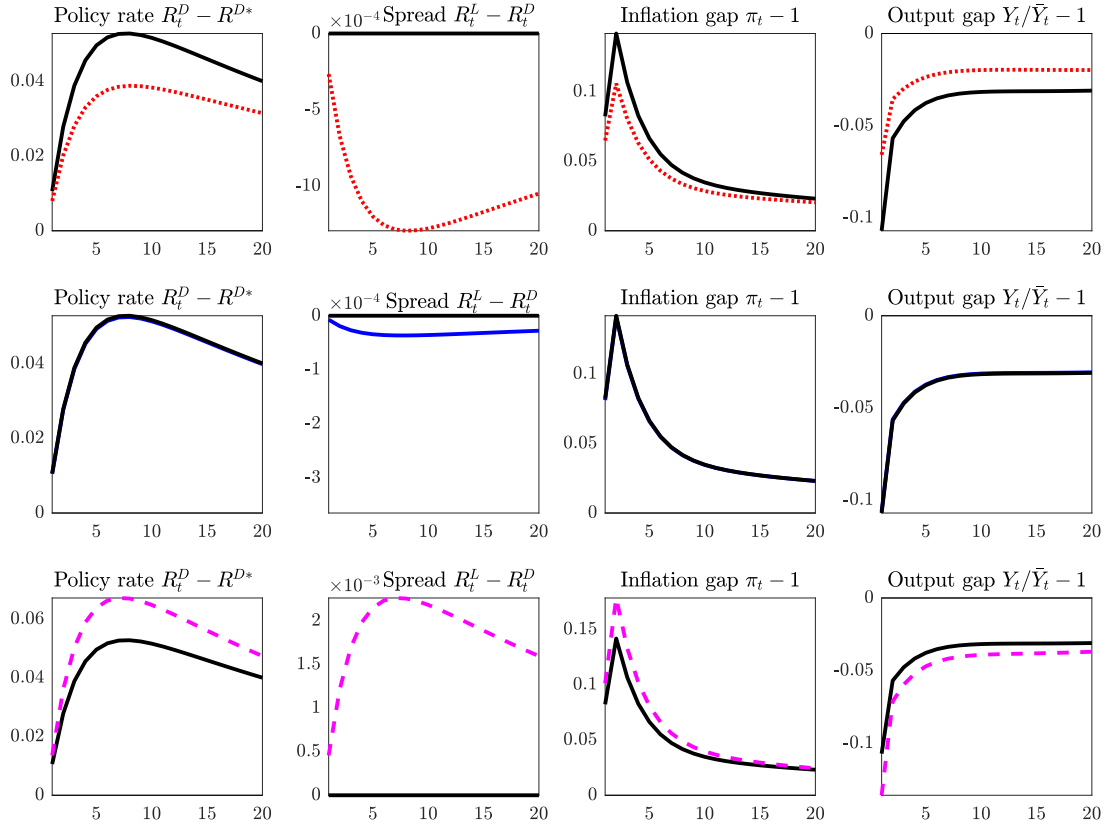 Policy rate $R_t^D - R^{D*}$
×10⁻⁴ Spread $R_t^L - R_t^D$
Inflation gap $\pi_t - 1$
Output gap $Y_t/\bar{Y}_t - 1$
0.04
0.02
0
5 10 15 20
0
-5
-10
5 10 15 20
0.1
0.05
0
5 10 15 20
0
-0.05
-0.1
5 10 15 20
Policy rate $R_t^D - R^{D*}$
×10⁻⁴ Spread $R_t^L - R_t^D$
Inflation gap $\pi_t - 1$
Output gap $Y_t/\bar{Y}_t - 1$
0.04
0.02
0
5 10 15 20
0
-1
-2
-3
5 10 15 20
0.1
0.05
0
5 10 15 20
0
-0.05
-0.1
5 10 15 20
Policy rate $R_t^D - R^{D*}$
×10⁻³ Spread $R_t^L - R_t^D$
Inflation gap $\pi_t - 1$
Output gap $Y_t/\bar{Y}_t - 1$
0.06
0.04
0.02
0
5 10 15 20
2
1.5
1
0.5
0
5 10 15 20
0.15
0.1
0.05
0
5 10 15 20
0
-0.05
-0.1
5 10 15 20